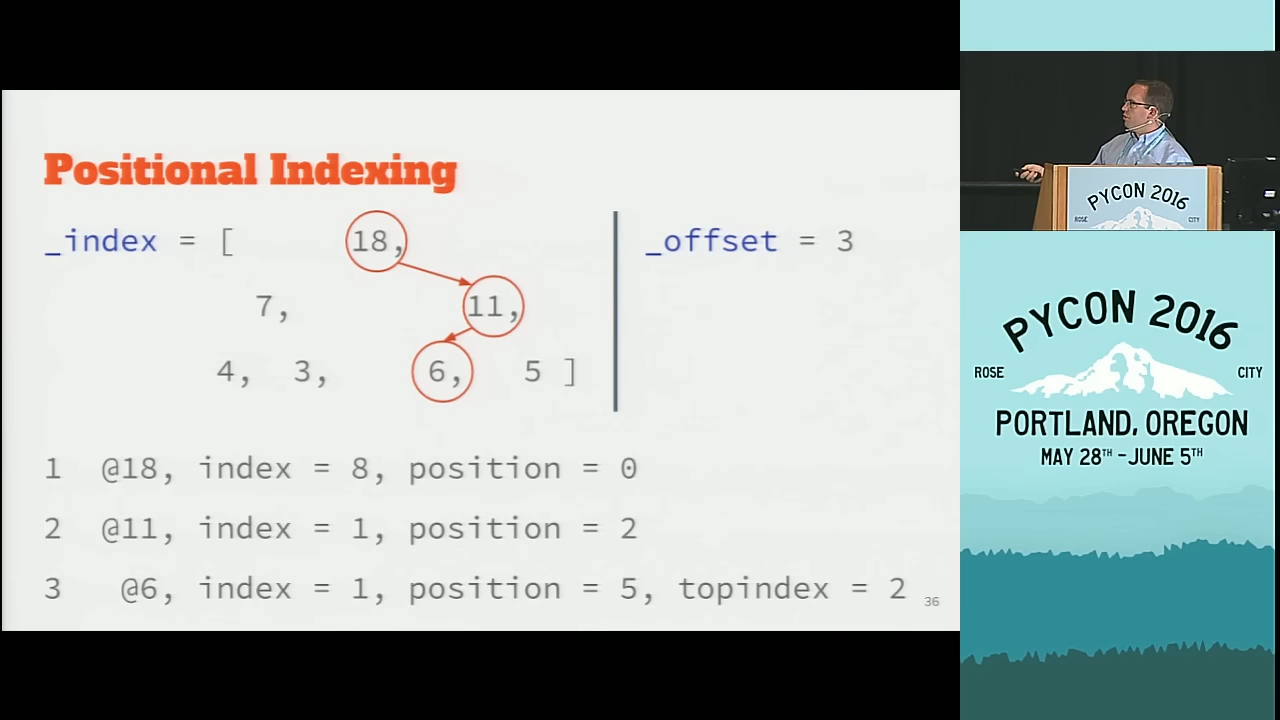 Positional Indexing
_index = [ 18,
7, 11,
4, 3, 6, 5 ]
_offset = 3
1 @18, index = 8, position = 0
2 @11, index = 1, position = 2
3 @6, index = 1, position = 5, topindex = 2
36
PYCON 2016
ROSE CITY
PYCON 2016
ROSE CITY
PORTLAND, OREGON
MAY 28TH - JUNE 5TH